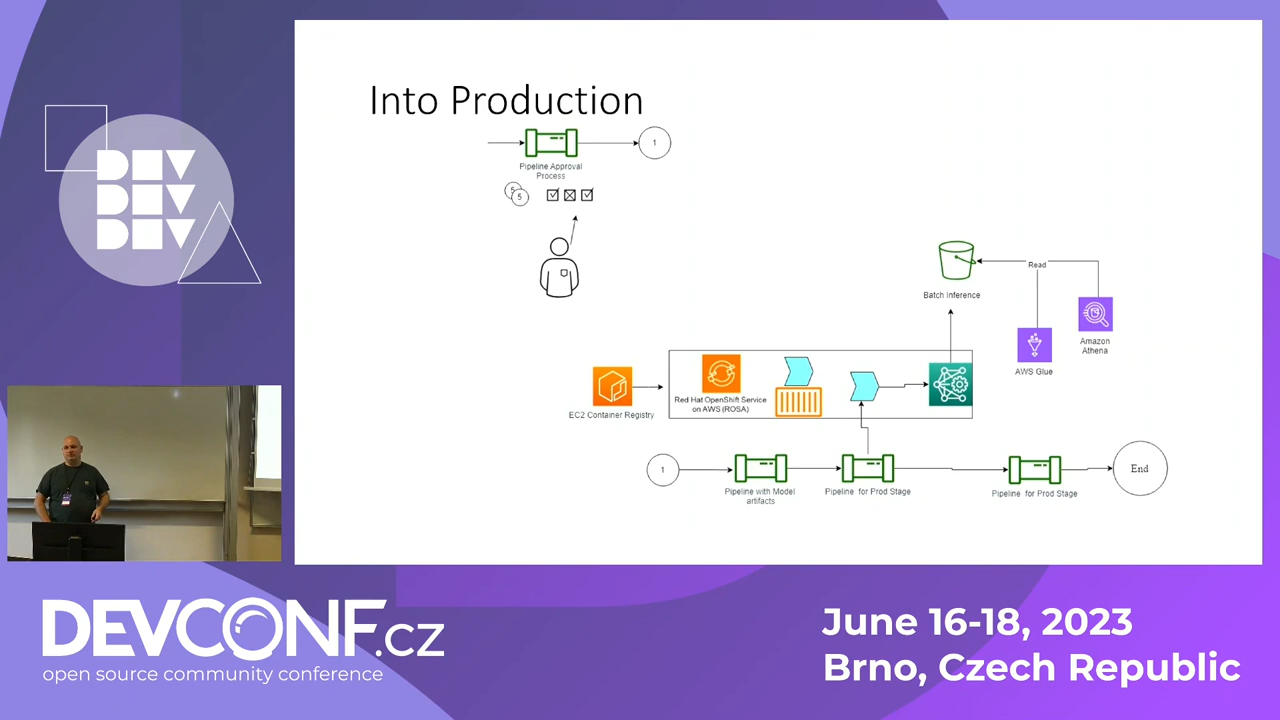 Into Production
1
Pipeline Approval
Process
5
5
Read
Batch Inference
Amazon
Athena
AWS Glue
Red Hat OpenShift Service
on AWS (ROSA)
EC2 Container Registry
1
Pipeline with Model
artifacts
Pipeline for Prod Stage
Pipeline for Prod Stage
End
DEV
DEV
DEV
DEVCONF.cz
open source community conference
June 16-18, 2023
Brno, Czech Republic